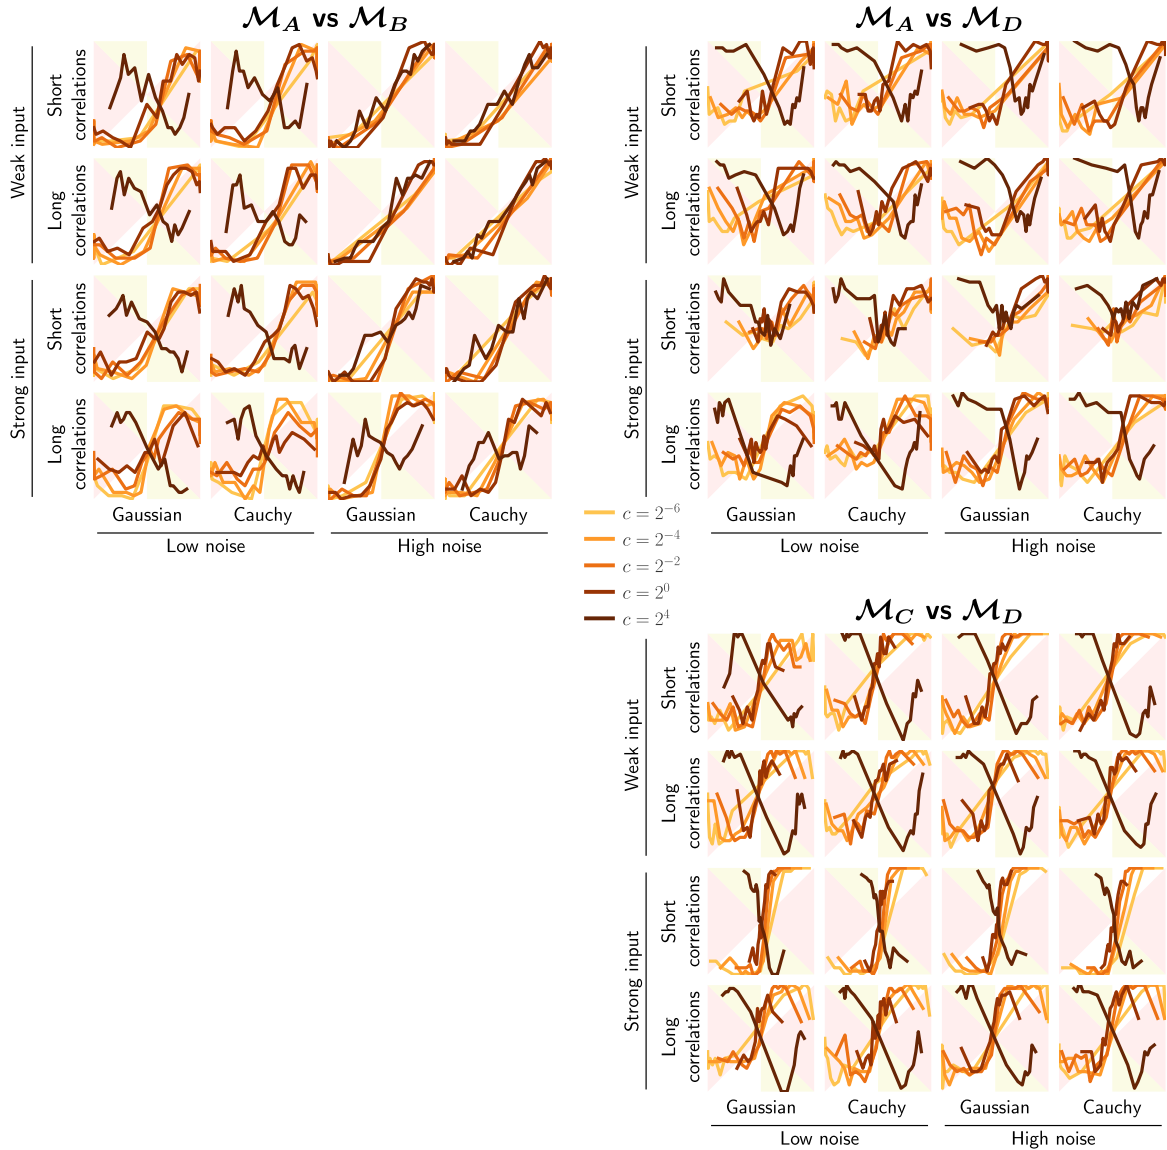 𝓜_A vs 𝓜_B
Weak input
Short
correlations
Long
correlations
Strong input
Short
correlations
Long
correlations
Gaussian Cauchy Gaussian Cauchy
Low noise High noise
𝓜_A vs 𝓜_D
Weak input
Short
correlations
Long
correlations
Strong input
Short
correlations
Long
correlations
Gaussian Cauchy Gaussian Cauchy
Low noise High noise
c = 2^{-6}
c = 2^{-4}
c = 2^{-2}
c = 2^{0}
c = 2^{4}
𝓜_C vs 𝓜_D
Weak input
Short
correlations
Long
correlations
Strong input
Short
correlations
Long
correlations
Gaussian Cauchy Gaussian Cauchy
Low noise High noise